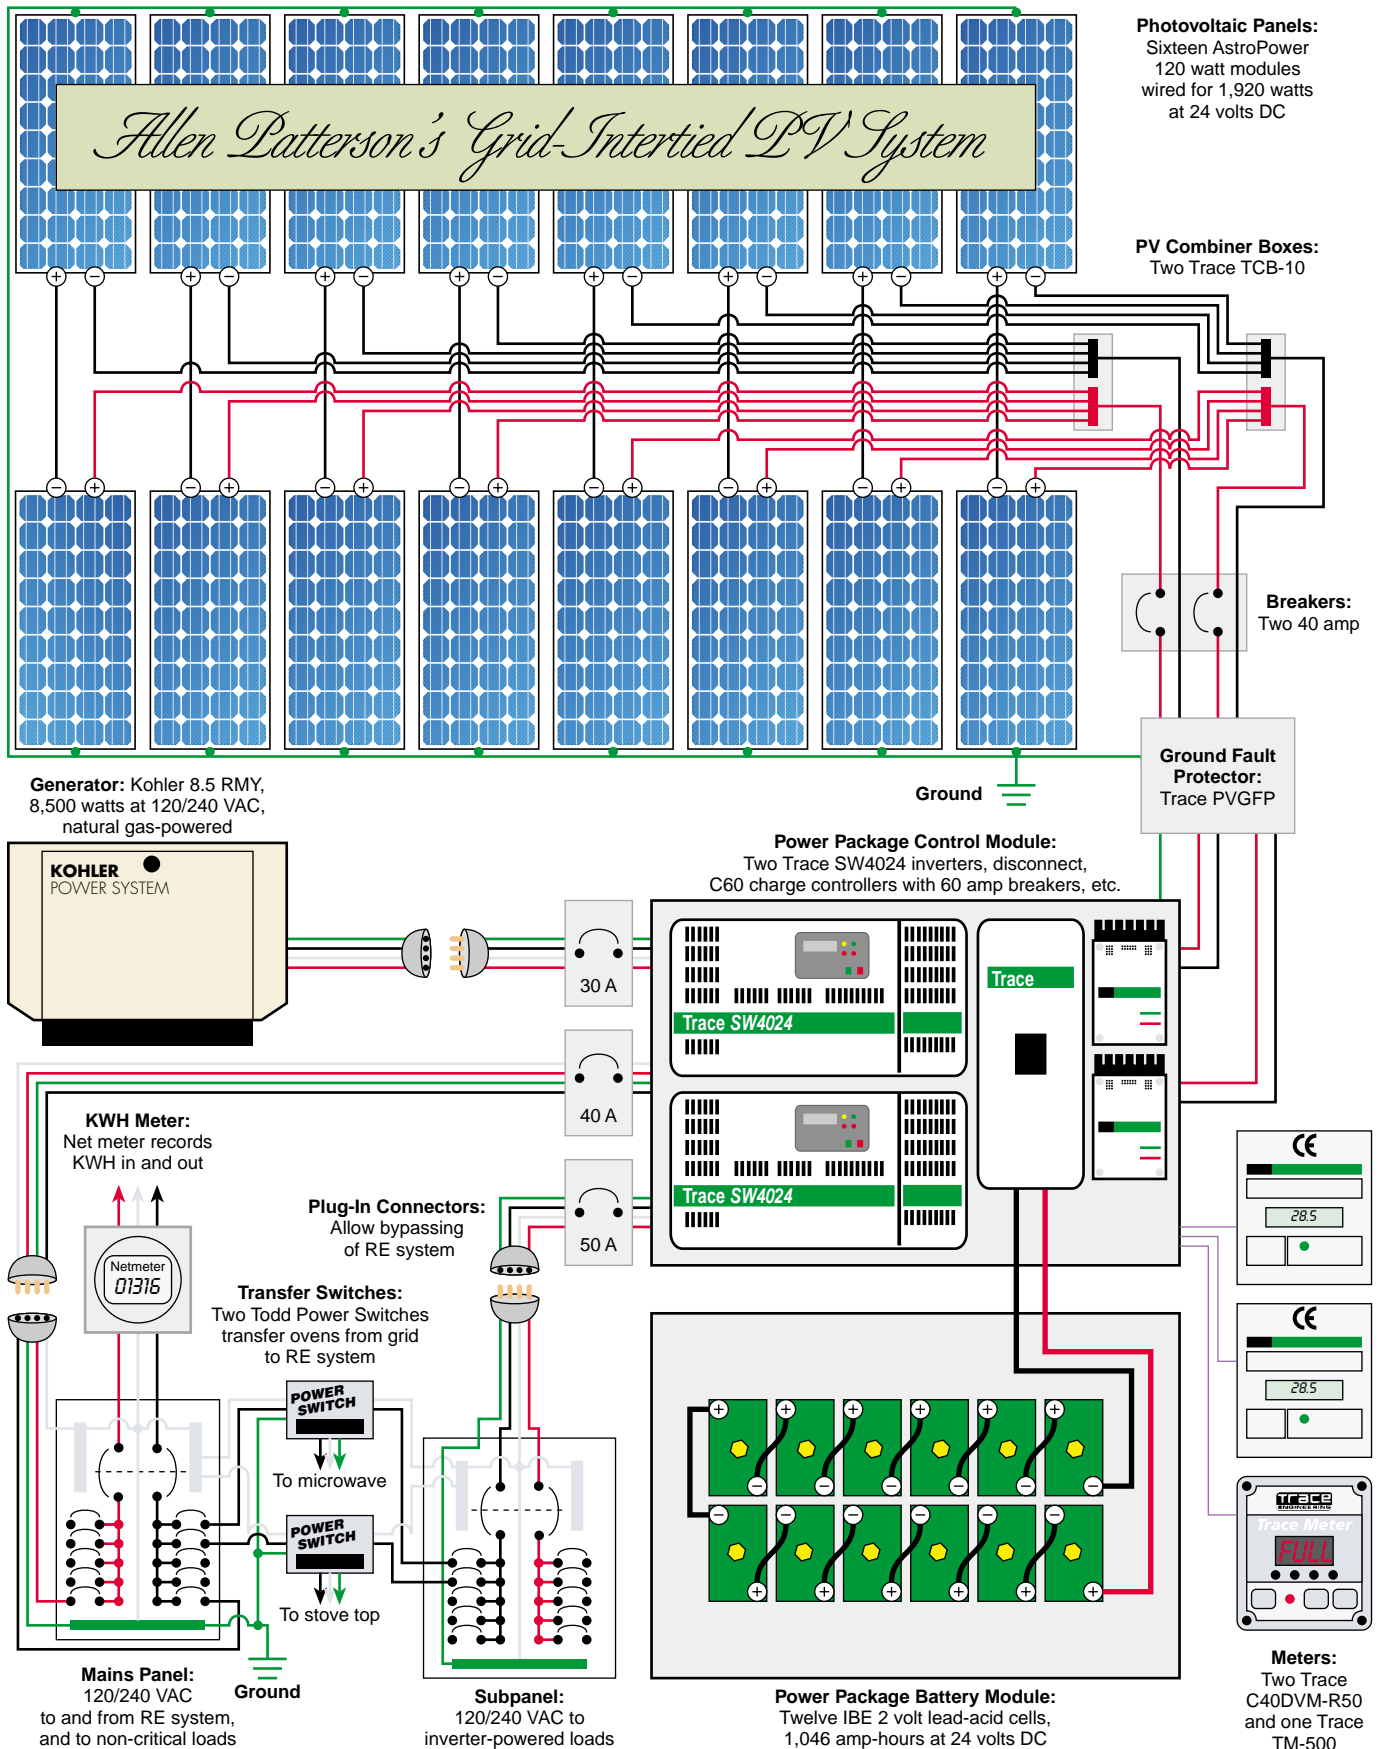 Photovoltaic Panels:
Sixteen AstroPower
120 watt modules
wired for 1,920 watts
at 24 volts DC
Allen Patterson's Grid-Intertied PV System
PV Combiner Boxes:
Two Trace TCB-10
Breakers:
Two 40 amp
Ground Fault
Protector:
Trace PVGFP
Ground
Generator: Kohler 8.5 RMY,
8,500 watts at 120/240 VAC,
natural gas-powered
KOHLER
POWER SYSTEM
Power Package Control Module:
Two Trace SW4024 inverters, disconnect,
C60 charge controllers with 60 amp breakers, etc.
30 A
Trace SW4024
Trace
40 A
Trace SW4024
50 A
KWH Meter:
Net meter records
KWH in and out
Netmeter
01316
Plug-In Connectors:
Allow bypassing
of RE system
Transfer Switches:
Two Todd Power Switches
transfer ovens from grid
to RE system
POWER
SWITCH
To microwave
POWER
SWITCH
To stove top
CE
28.5
CE
28.5
Trace
ENGINEERING
Trace Meter
FULL
Mains Panel:
120/240 VAC
to and from RE system,
and to non-critical loads
Ground
Subpanel:
120/240 VAC to
inverter-powered loads
Power Package Battery Module:
Twelve IBE 2 volt lead-acid cells,
1,046 amp-hours at 24 volts DC
Meters:
Two Trace
C40DVM-R50
and one Trace
TM-500